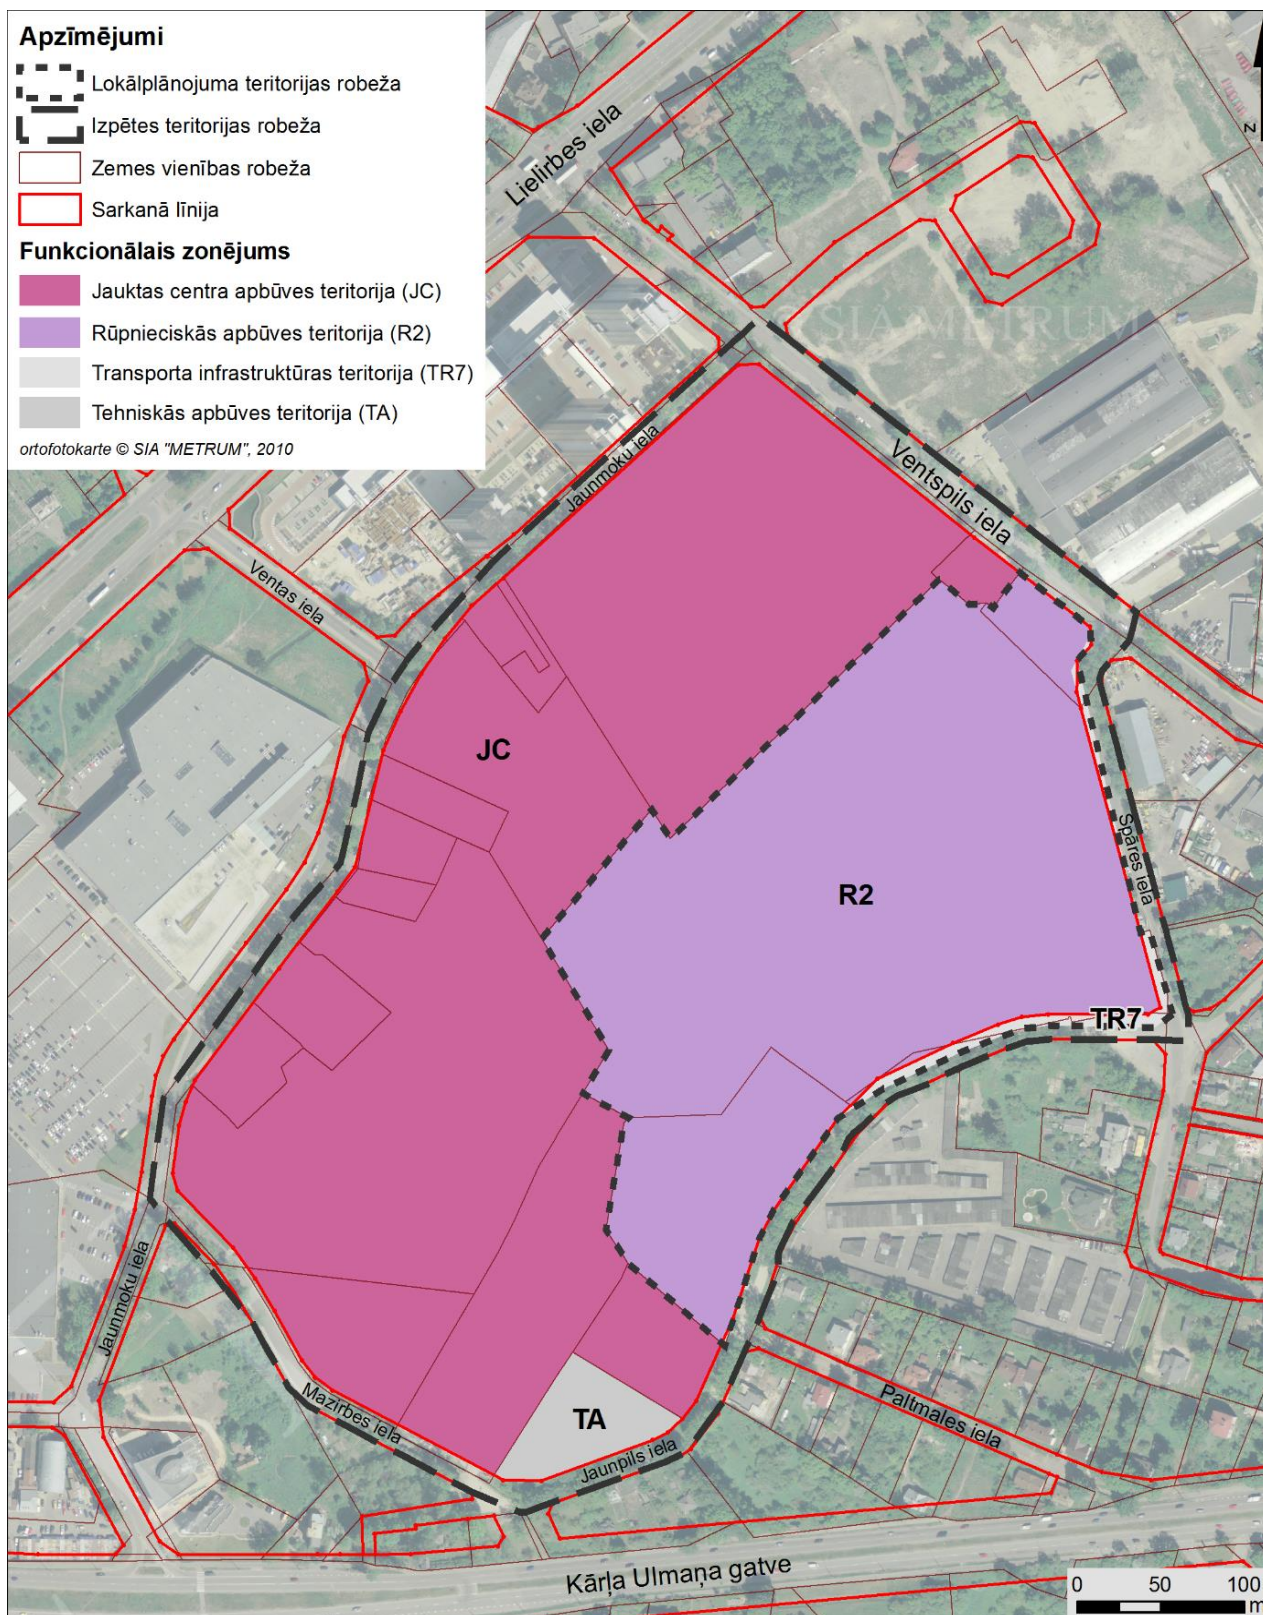 Apzīmējumi
Lokālplānojuma teritorijas robeža
Izpētes teritorijas robeža
Zemes vienības robeža
Sarkanā līnija
Funkcionālais zonējums
Jauktas centra apbūves teritorija (JC)
Rūpnieciskās apbūves teritorija (R2)
Transporta infrastruktūras teritorija (TR7)
Tehniskās apbūves teritorija (TA)
ortofotokarte © SIA "METRUM", 2010
Lielirbes iela
Z
SIA METRUM
Jaunmoku iela
Ventspils iela
Ventas iela
JC
R2
Spāres iela
TR7
Jaunmoku iela
Mazirbes iela
TA
Jaunpils iela
Paltmales iela
Kārļa Ulmaņa gatve
0 50 100
m